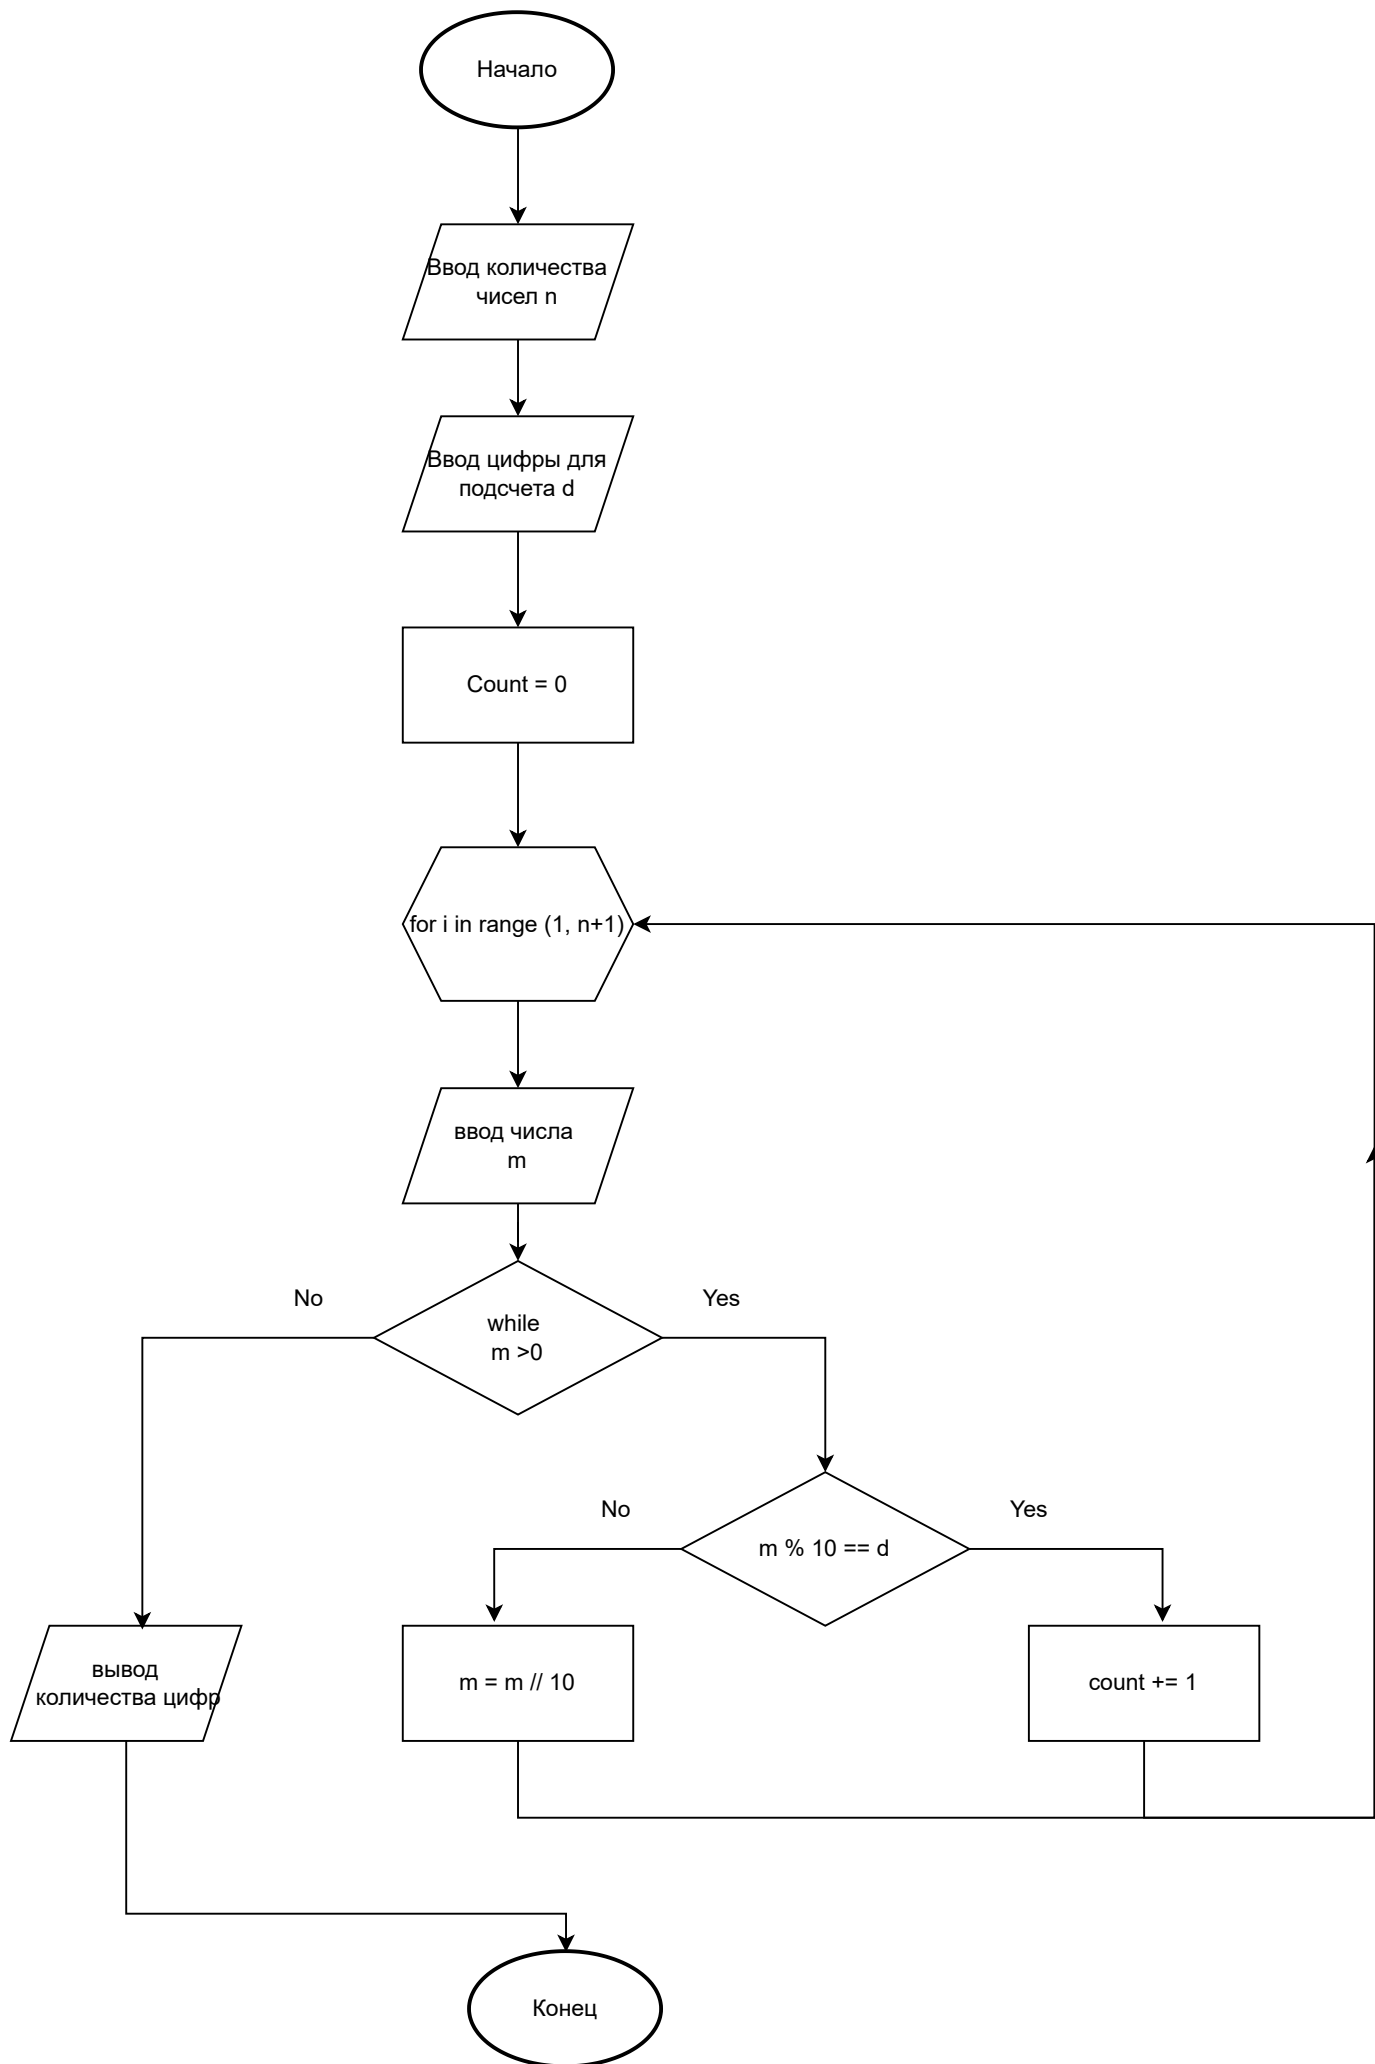 Начало
Ввод количества
чисел n
Ввод цифры для
подсчета d
Count = 0
for i in range (1, n+1)
ввод числа
m
No
Yes
while
m >0
No
Yes
m % 10 == d
вывод
количества цифр
m = m // 10
count += 1
Конец